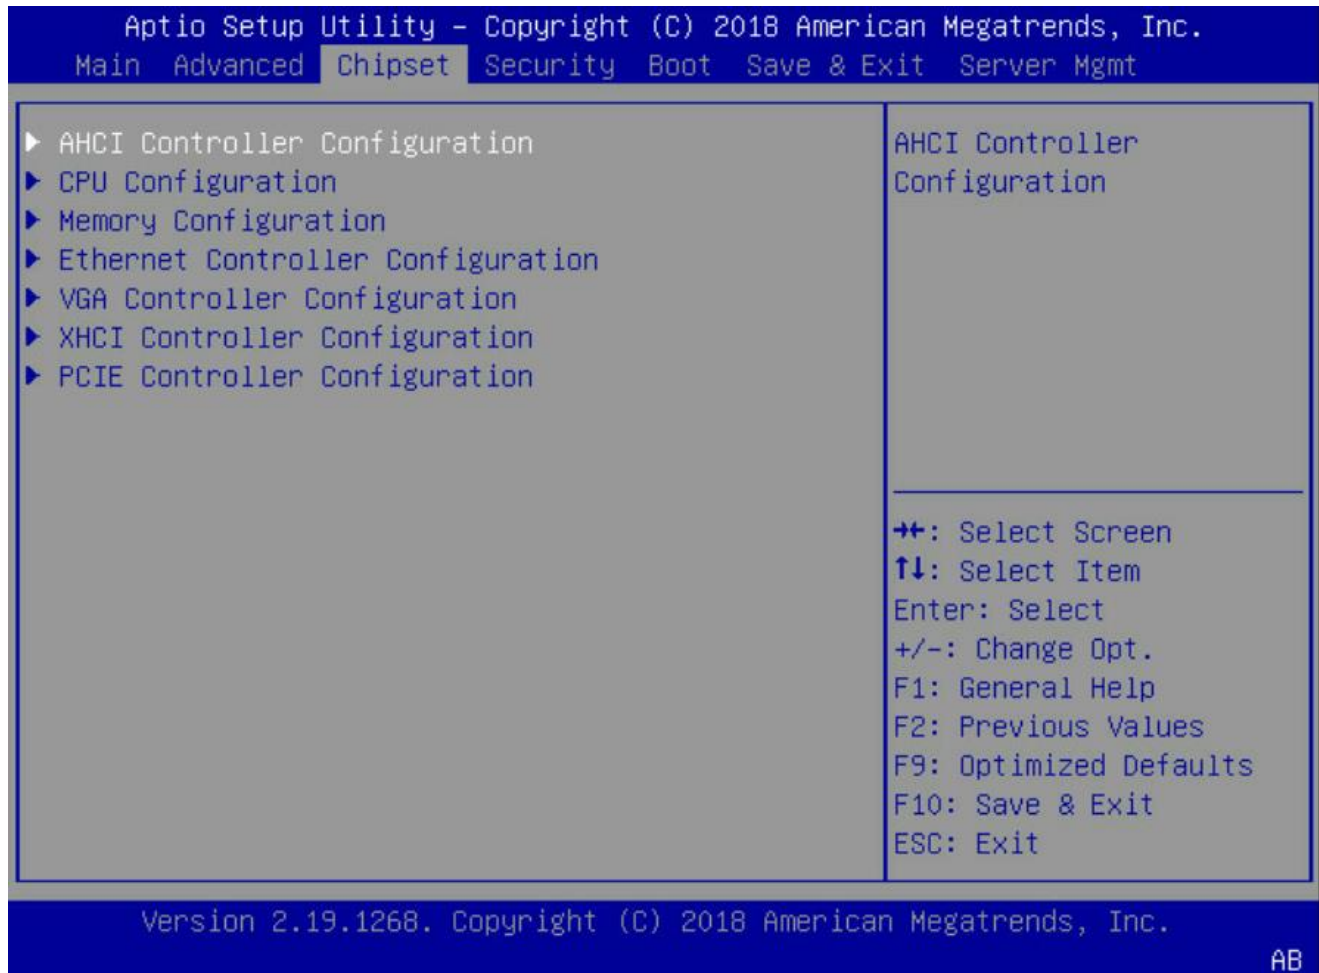 Aptio Setup Utility – Copyright (C) 2018 American Megatrends, Inc.
Main Advanced Chipset Security Boot Save & Exit Server Mgmt
▶ AHCI Controller Configuration
▶ CPU Configuration
▶ Memory Configuration
▶ Ethernet Controller Configuration
▶ VGA Controller Configuration
▶ XHCI Controller Configuration
▶ PCIE Controller Configuration
AHCI Controller
Configuration
→←: Select Screen
↑↓: Select Item
Enter: Select
+/-: Change Opt.
F1: General Help
F2: Previous Values
F9: Optimized Defaults
F10: Save & Exit
ESC: Exit
Version 2.19.1268. Copyright (C) 2018 American Megatrends, Inc.
AB